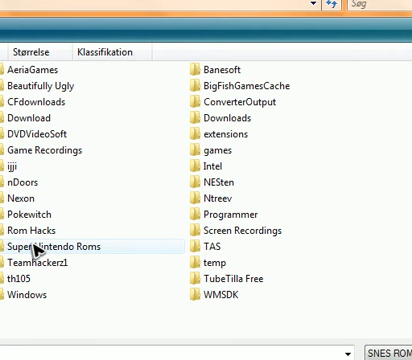 Søg
Størrelse Klassifikation
AeriaGames Banesoft
Beautifully Ugly BigFishGamesCache
CFdownloads ConverterOutput
Download Downloads
DVDVideoSoft extensions
Game Recordings games
ijji Intel
nDoors NESten
Nexon Ntreev
Pokewitch Programmer
Rom Hacks Screen Recordings
Super Nintendo Roms TAS
Teamhackerz1 temp
th105 TubeTilla Free
Windows WMSDK
SNES ROM